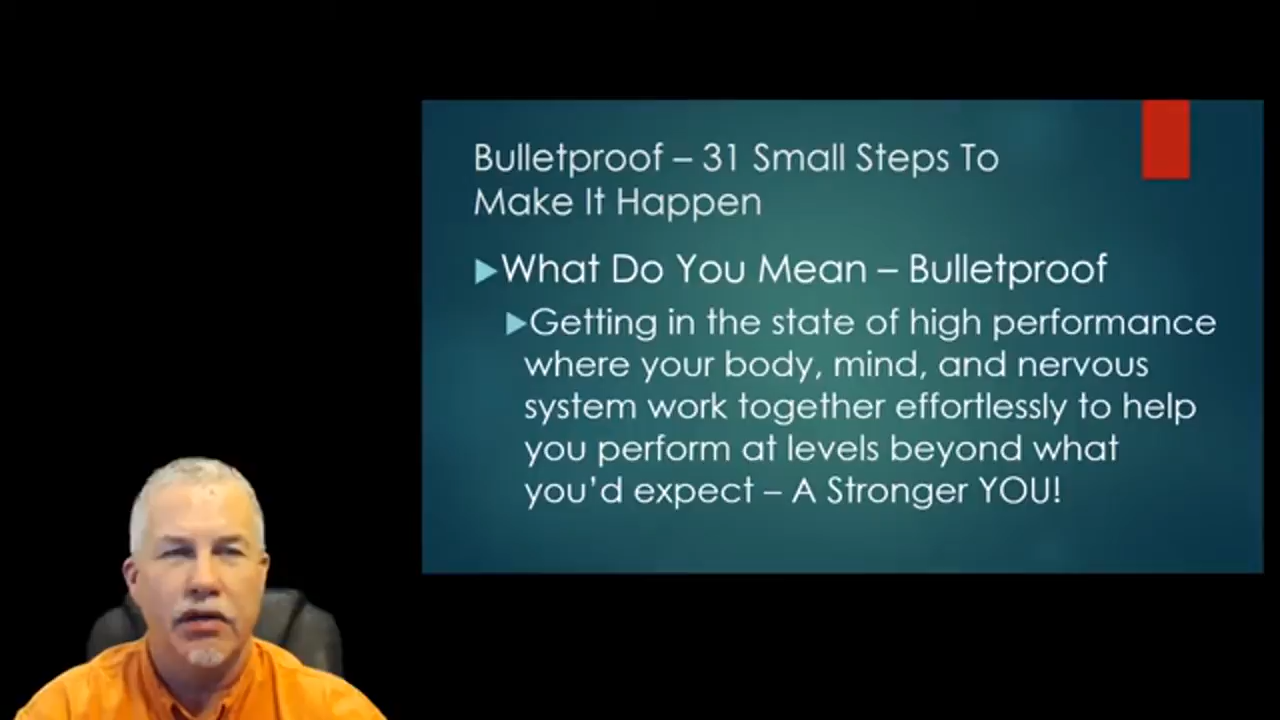 Bulletproof – 31 Small Steps To
Make It Happen
What Do You Mean – Bulletproof
Getting in the state of high performance
where your body, mind, and nervous
system work together effortlessly to help
you perform at levels beyond what
you'd expect – A Stronger YOU!